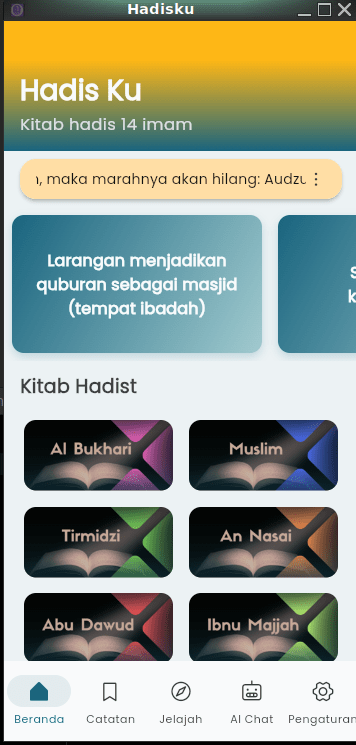 Hadisku
Hadis Ku
Kitab hadis 14 imam
, maka marahnya akan hilang: Audzu
Larangan menjadikan
quburan sebagai masjid
(tempat ibadah)
Kitab Hadist
Al Bukhari
Muslim
Tirmidzi
An Nasai
Abu Dawud
Ibnu Majjah
Beranda
Catatan
Jelajah
AI Chat
Pengaturan